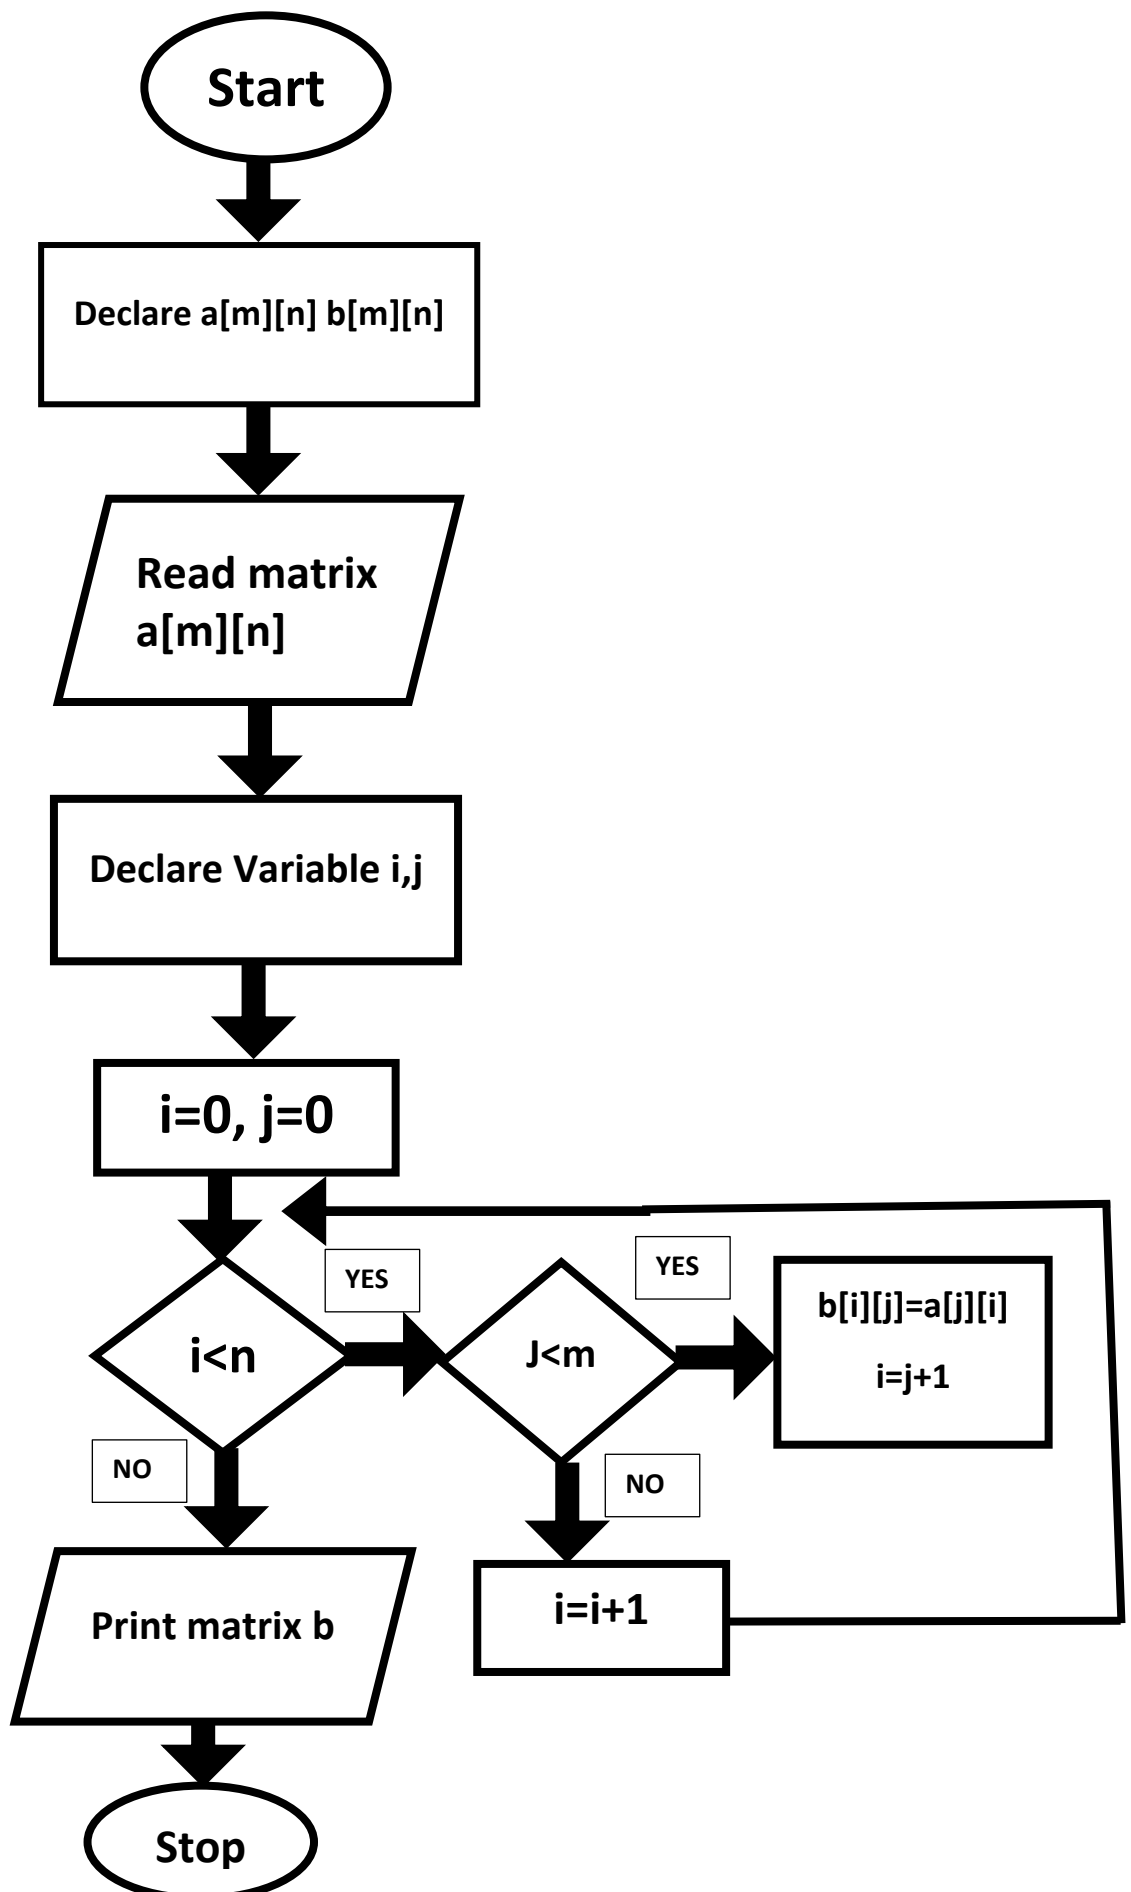 Start
Declare a[m][n] b[m][n]
Read matrix
a[m][n]
Declare Variable i,j
i=0, j=0
YES
YES
i<n
J<m
b[i][j]=a[j][i]
i=j+1
NO
NO
Print matrix b
i=i+1
Stop